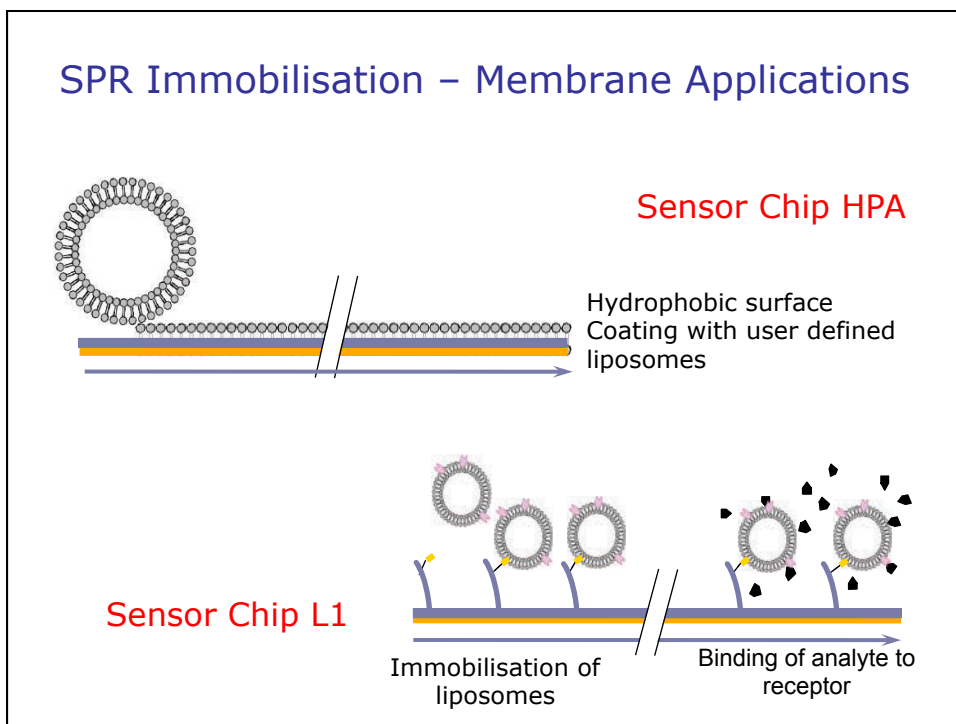 SPR Immobilisation – Membrane Applications
Sensor Chip HPA
Hydrophobic surface
Coating with user defined
liposomes
Sensor Chip L1
Immobilisation of
liposomes
Binding of analyte to
receptor